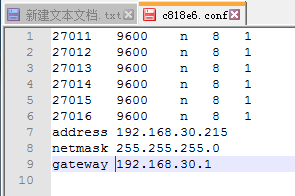 新建文本文档.txt c818e6.conf
1 27011 9600 n 8 1
2 27012 9600 n 8 1
3 27013 9600 n 8 1
4 27014 9600 n 8 1
5 27015 9600 n 8 1
6 27016 9600 n 8 1
7 address 192.168.30.215
8 netmask 255.255.255.0
9 gateway 192.168.30.1
10